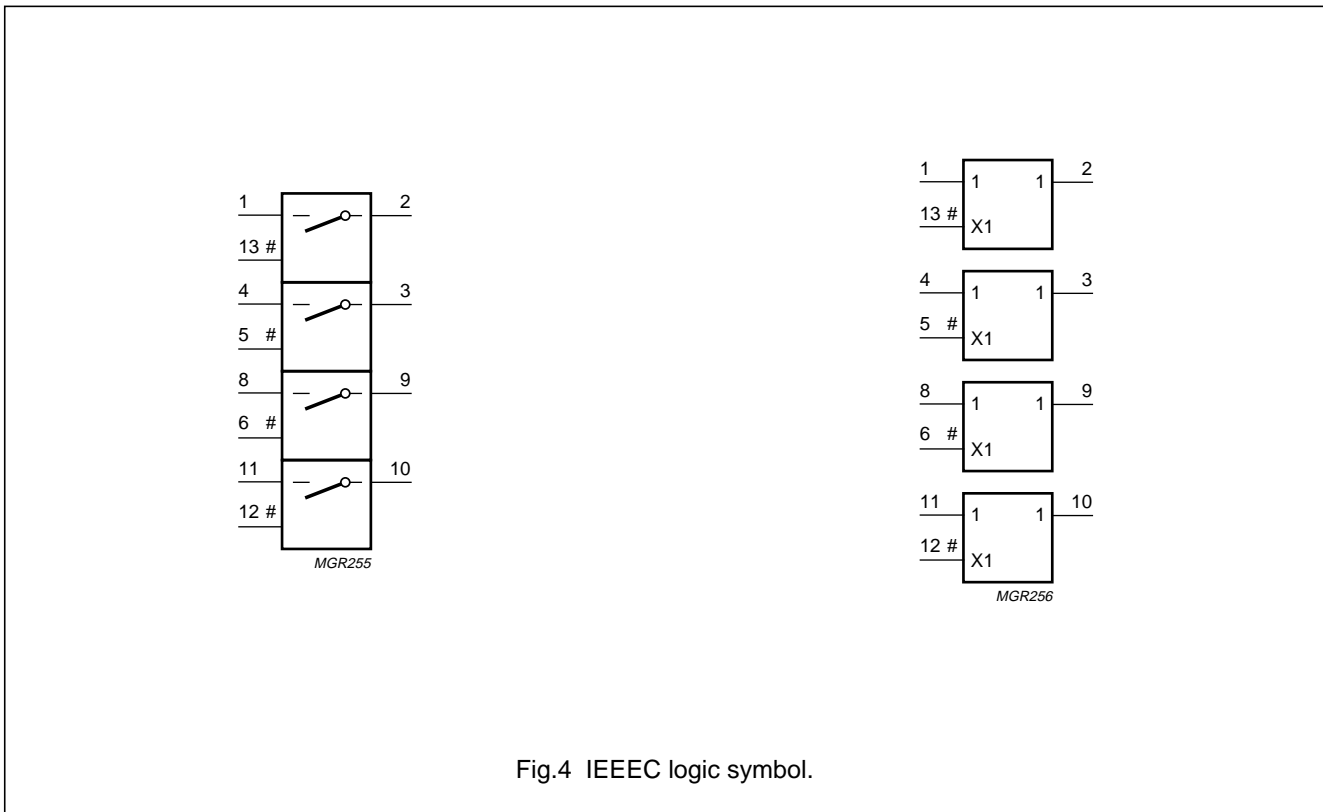 1 2
13 #
4 3
5 #
8 9
6 #
11 10
12 #
MGR255
1 1 1 2
13 # X1
4 1 1 3
5 # X1
8 1 1 9
6 # X1
11 1 1 10
12 # X1
MGR256
Fig.4 IEEEC logic symbol.